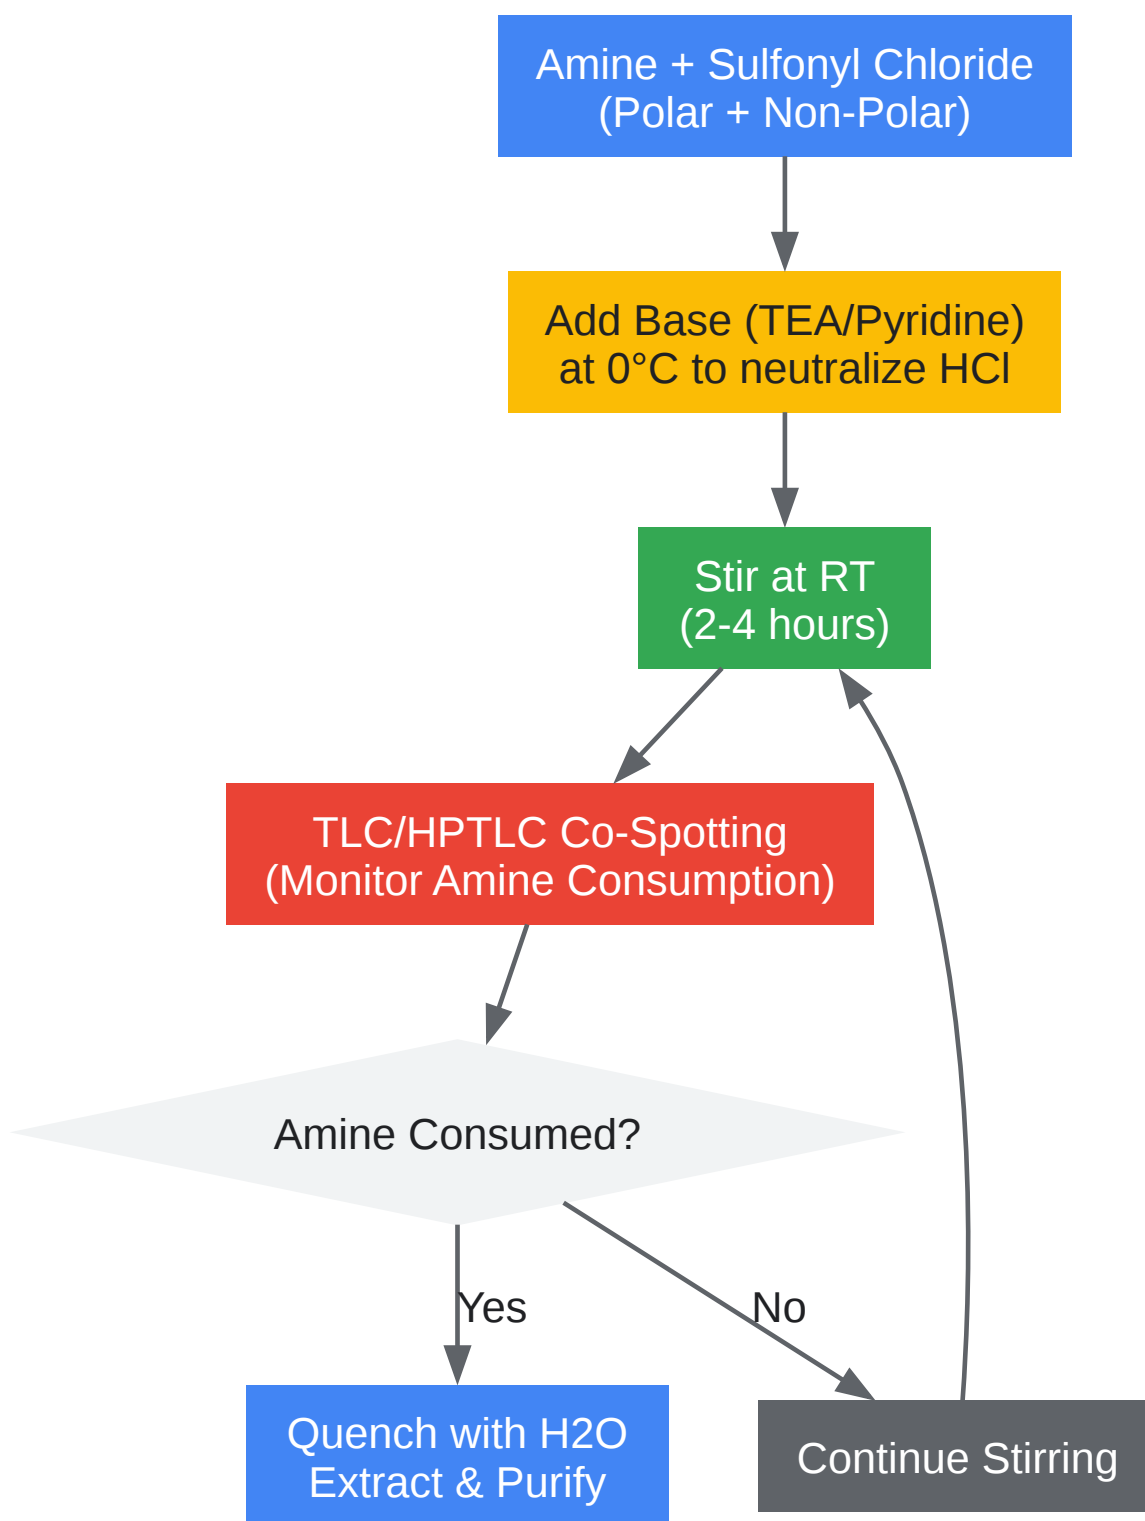 Amine + Sulfonyl Chloride
(Polar + Non-Polar)
Add Base (TEA/Pyridine)
at 0°C to neutralize HCl
Stir at RT
(2-4 hours)
TLC/HPTLC Co-Spotting
(Monitor Amine Consumption)
Amine Consumed?
Yes
No
Quench with H2O
Extract & Purify
Continue Stirring